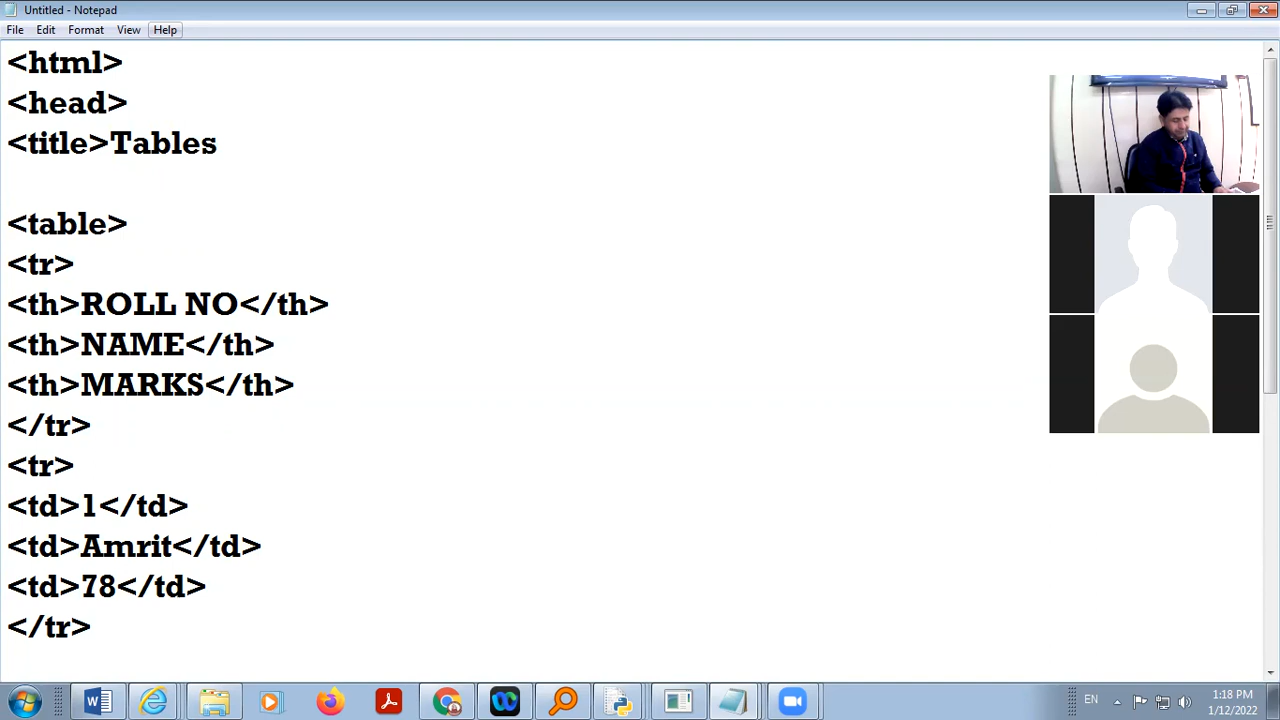 Untitled - Notepad
File Edit Format View Help
<html>
<head>
<title>Tables
<table>
<tr>
<th>ROLL NO</th>
<th>NAME</th>
<th>MARKS</th>
</tr>
<tr>
<td>1</td>
<td>Amrit</td>
<td>78</td>
</tr>
EN
1:18 PM
1/12/2022